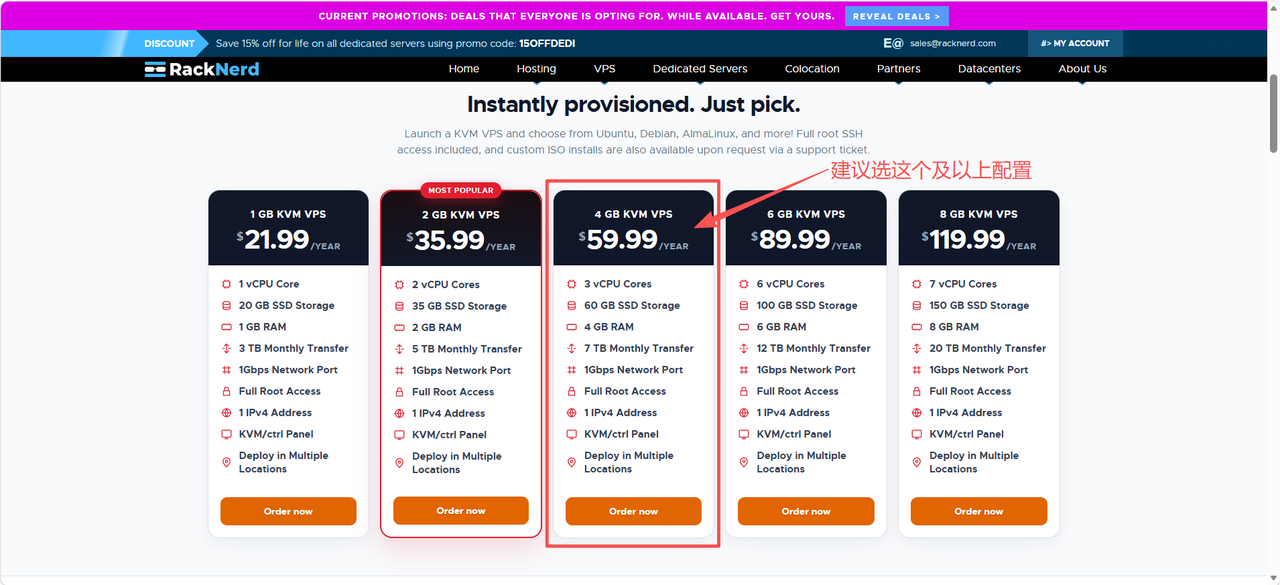 CURRENT PROMOTIONS: DEALS THAT EVERYONE IS OPTING FOR. WHILE AVAILABLE. GET YOURS. REVEAL DEALS >
DISCOUNT Save 15% off for life on all dedicated servers using promo code: 15OFFDEDI E@ sales@racknerd.com #> MY ACCOUNT
RackNerd Home Hosting VPS Dedicated Servers Colocation Partners Datacenters About Us
Instantly provisioned. Just pick.
Launch a KVM VPS and choose from Ubuntu, Debian, AlmaLinux, and more! Full root SSH
access included, and custom ISO installs are also available upon request via a support ticket.
建议选这个及以上配置
1 GB KVM VPS
$21.99/YEAR
1 vCPU Core
20 GB SSD Storage
1 GB RAM
3 TB Monthly Transfer
1Gbps Network Port
Full Root Access
1 IPv4 Address
KVM/ctrl Panel
Deploy in Multiple
Locations
Order now
MOST POPULAR
2 GB KVM VPS
$35.99/YEAR
2 vCPU Cores
35 GB SSD Storage
2 GB RAM
5 TB Monthly Transfer
1Gbps Network Port
Full Root Access
1 IPv4 Address
KVM/ctrl Panel
Deploy in Multiple
Locations
Order now
4 GB KVM VPS
$59.99/YEAR
3 vCPU Cores
60 GB SSD Storage
4 GB RAM
7 TB Monthly Transfer
1Gbps Network Port
Full Root Access
1 IPv4 Address
KVM/ctrl Panel
Deploy in Multiple
Locations
Order now
6 GB KVM VPS
$89.99/YEAR
6 vCPU Cores
100 GB SSD Storage
6 GB RAM
12 TB Monthly Transfer
1Gbps Network Port
Full Root Access
1 IPv4 Address
KVM/ctrl Panel
Deploy in Multiple
Locations
Order now
8 GB KVM VPS
$119.99/YEAR
7 vCPU Cores
150 GB SSD Storage
8 GB RAM
20 TB Monthly Transfer
1Gbps Network Port
Full Root Access
1 IPv4 Address
KVM/ctrl Panel
Deploy in Multiple
Locations
Order now